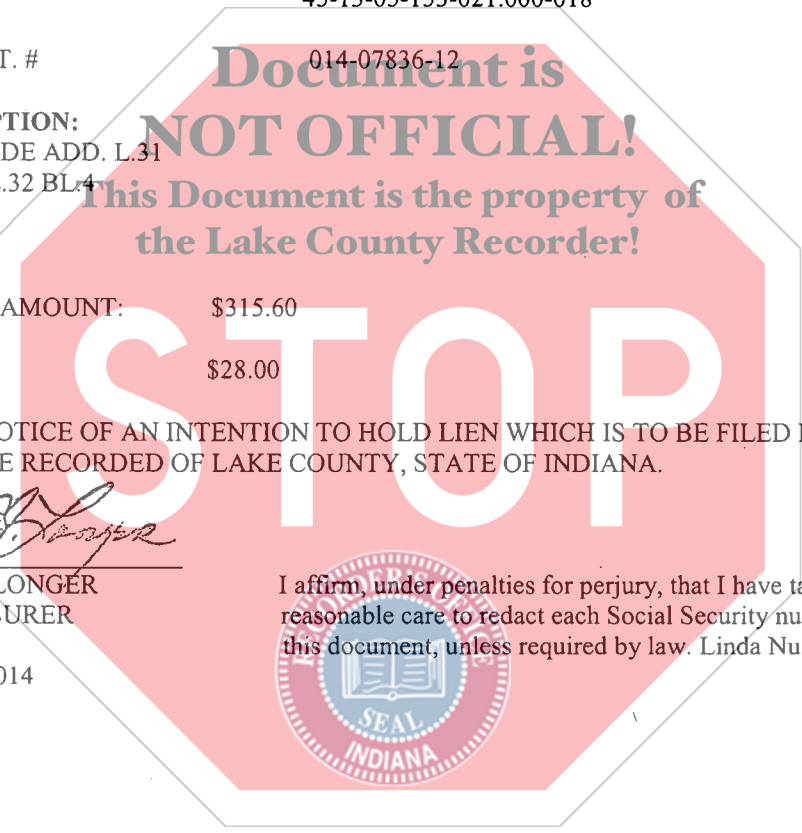 45-13-05-155-021.000-018
T. # 014-07836-12
Document is
PTION:
NOT OFFICIAL!
DE ADD. L.31
.32 BL.4
This Document is the property of
the Lake County Recorder!
AMOUNT: $315.60
STOP
$28.00
OTICE OF AN INTENTION TO HOLD LIEN WHICH IS TO BE FILED
E RECORDED OF LAKE COUNTY, STATE OF INDIANA.
LONGER
URER
I affirm, under penalties for perjury, that I have ta
reasonable care to redact each Social Security nu
this document, unless required by law. Linda Nu
014
RECORDER'S OFFICE
SEAL
INDIANA